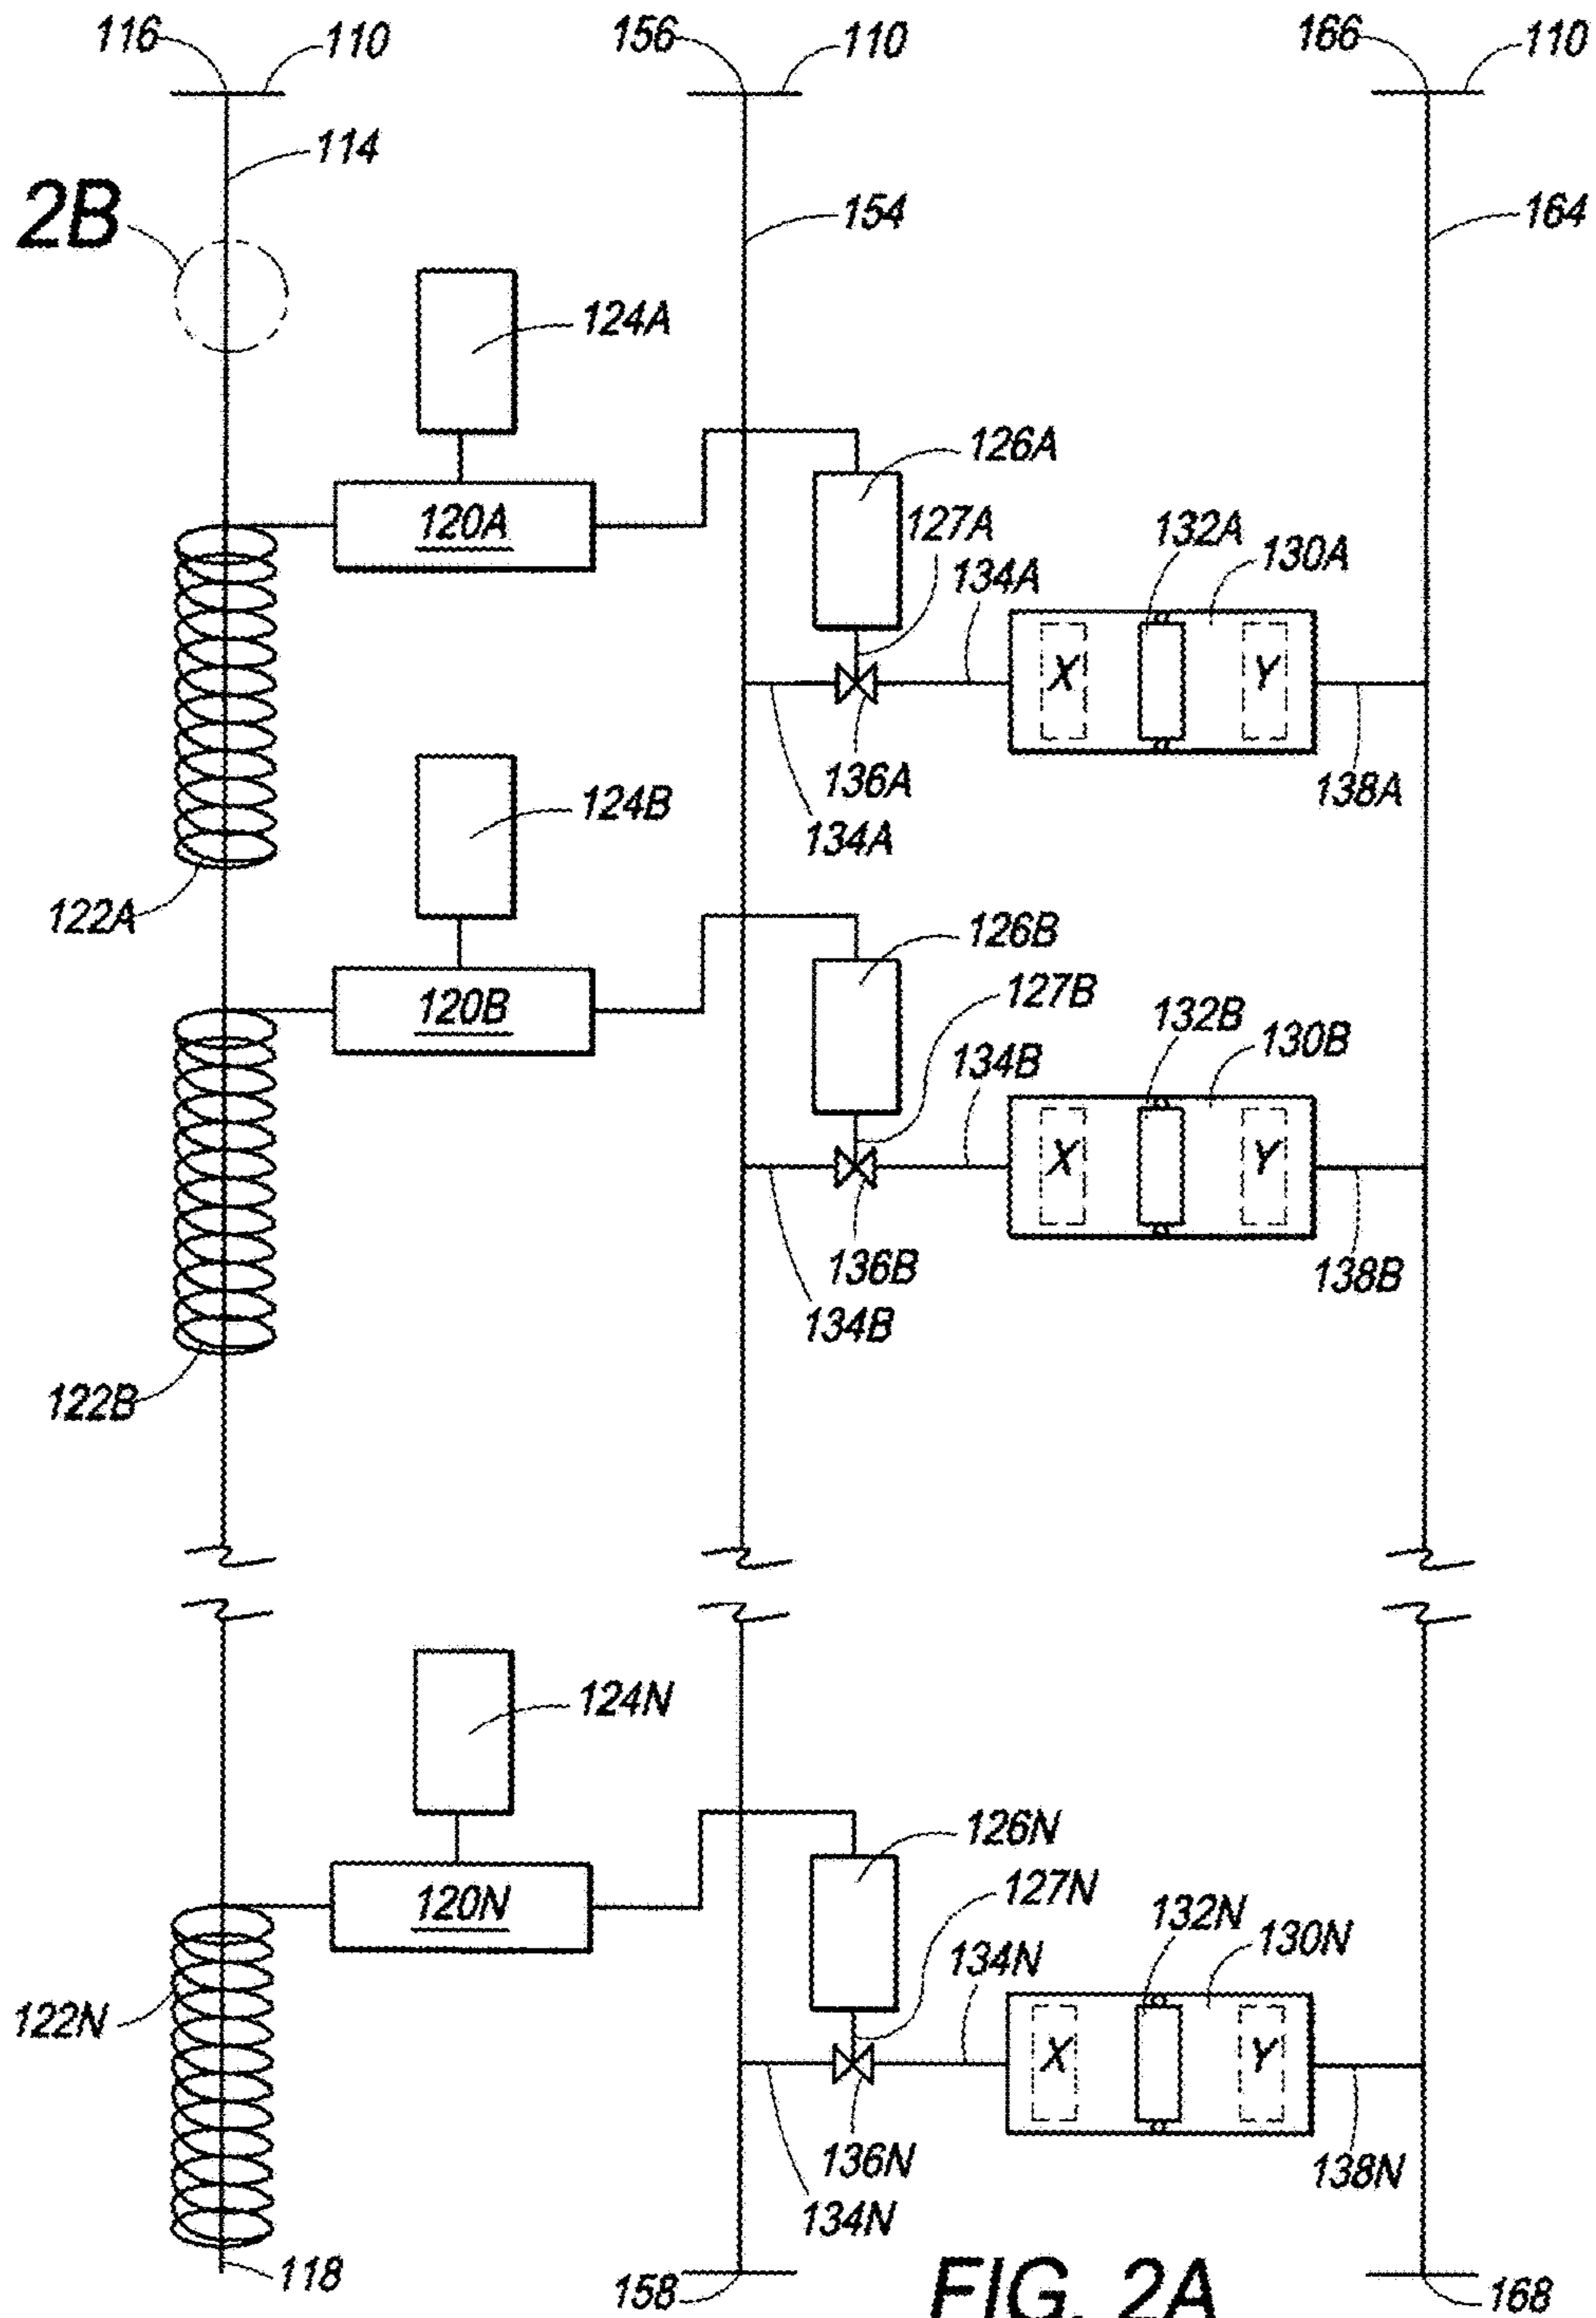 116 110 156 110 166 110
114
2B 154 164
124A
126A
120A 127A 132A 130A
134A
X Y
136A 138A
124B 134A
122A 126B
120B 127B 132B 130B
134B
X Y
136B 138B
134B
122B
124N
126N
120N 127N 132N 130N
134N
122N X Y
136N 138N
134N
118 158 FIG. 2A 168